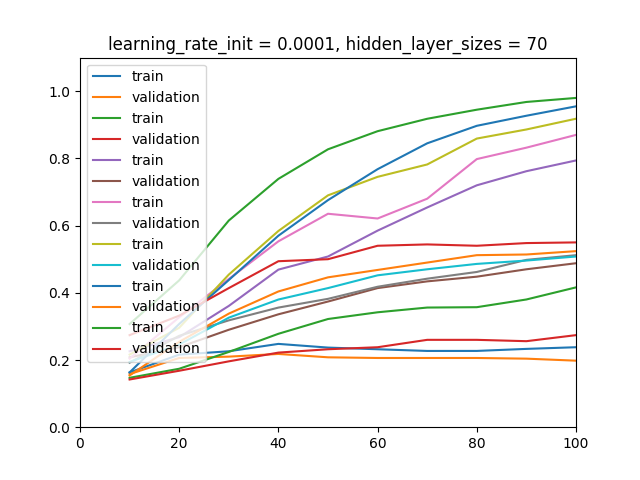 learning_rate_init = 0.0001, hidden_layer_sizes = 70
train
validation
train
validation
train
validation
train
validation
train
validation
train
validation
train
validation
1.0
0.8
0.6
0.4
0.2
0.0
0 20 40 60 80 100